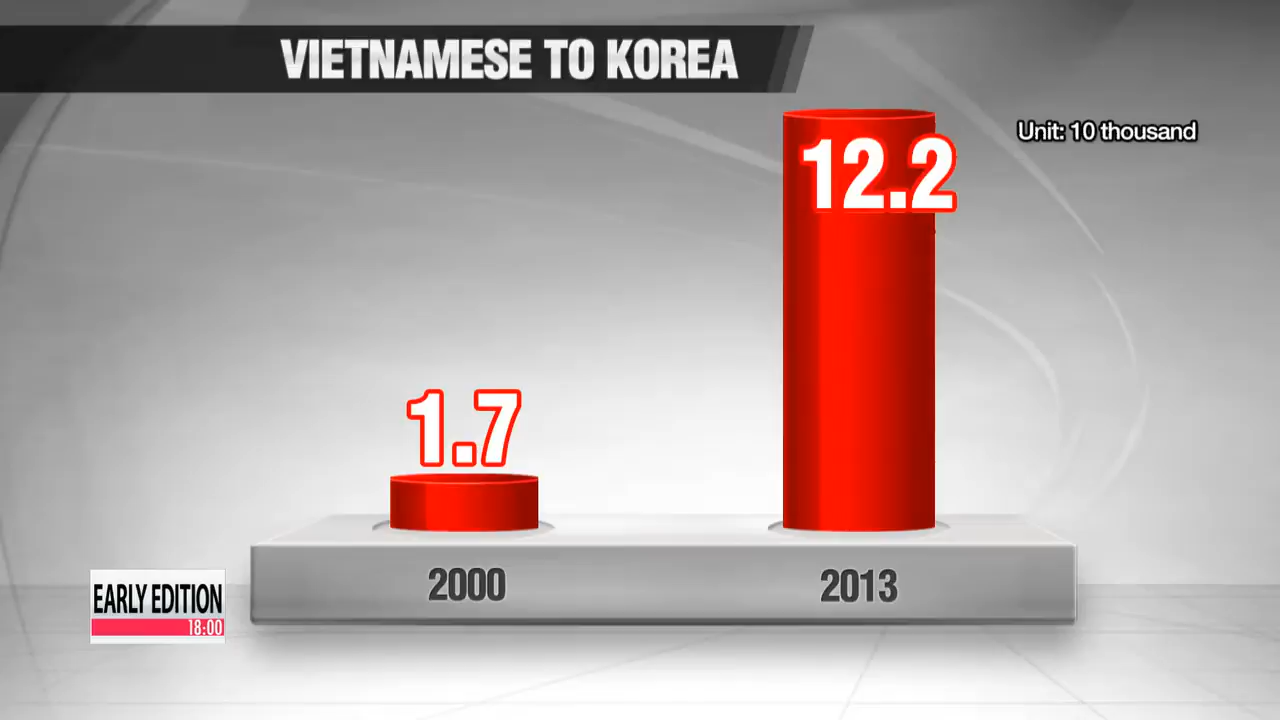 VIETNAMESE TO KOREA
Unit: 10 thousand
12.2
1.7
2000
2013
EARLY EDITION
18:00